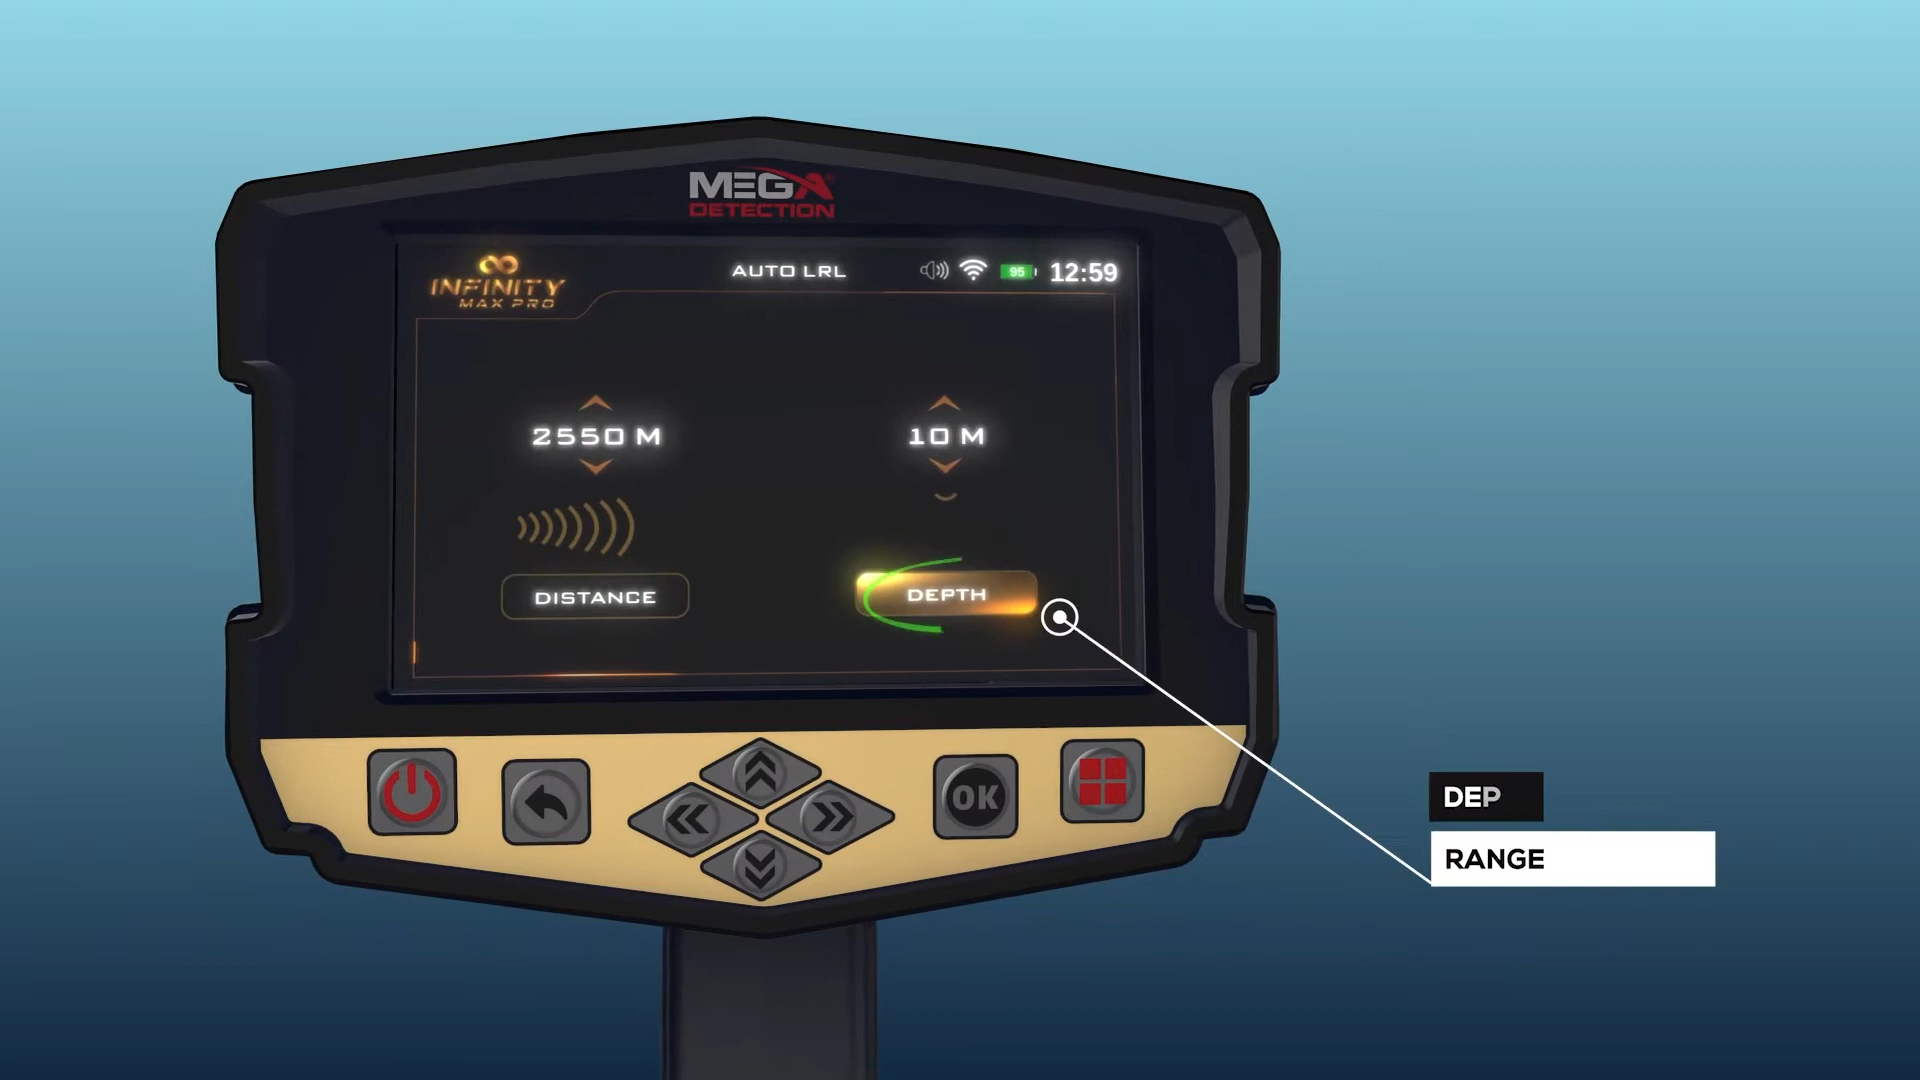 MEGA
DETECTION
INFINITY
MAX PRO
AUTO LRL
95
12:59
2550 M
10 M
DISTANCE
DEPTH
OK
DEP
RANGE